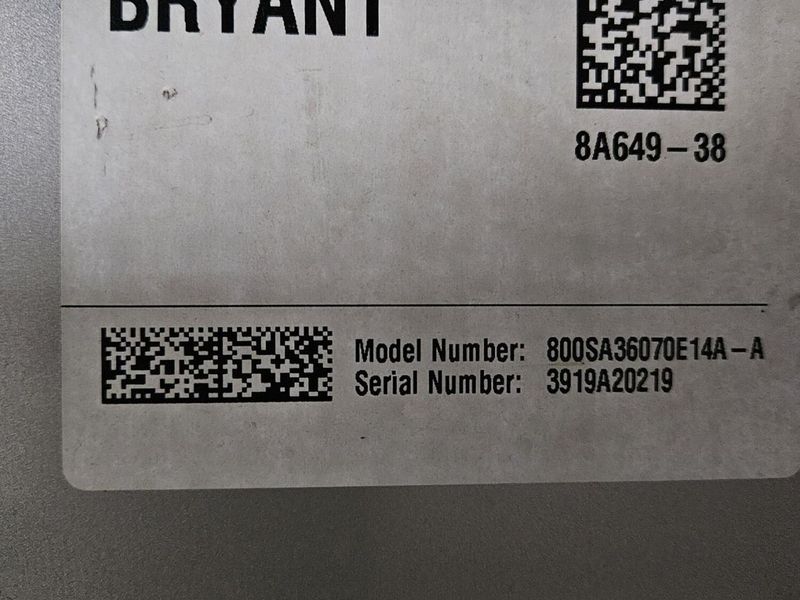 BRYANT
8A649-38
Model Number: 800SA36070E14A-A
Serial Number: 3919A20219